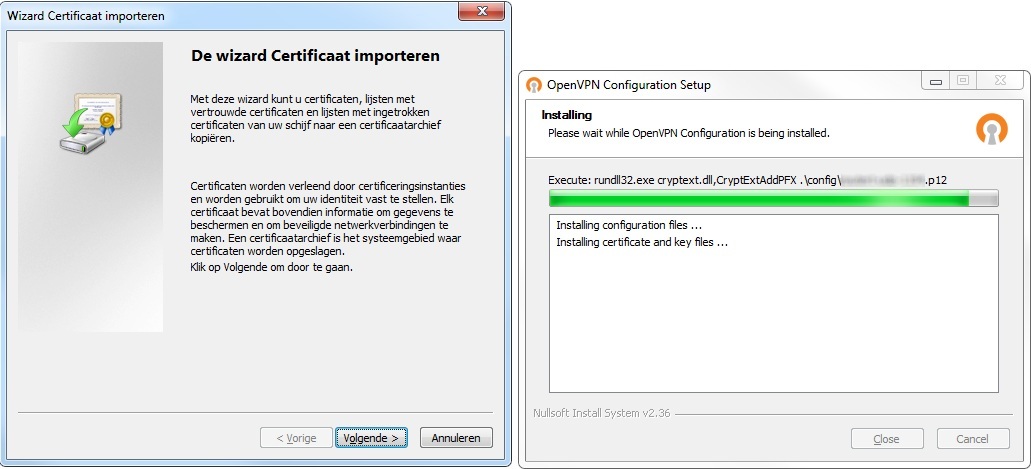 Wizard Certificaat importeren
De wizard Certificaat importeren
Met deze wizard kunt u certificaten, lijsten met
vertrouwde certificaten en lijsten met ingetrokken
certificaten van uw schijf naar een certificaatarchief
kopiëren.
Certificaten worden verleend door certificeringsinstanties
en worden gebruikt om uw identiteit vast te stellen. Elk
certificaat bevat bovendien informatie om gegevens te
beschermen en om beveiligde netwerkverbindingen te
maken. Een certificaatarchief is het systeemgebied waar
certificaten worden opgeslagen.
Klik op Volgende om door te gaan.
< Vorige
Volgende >
Annuleren
OpenVPN Configuration Setup
Installing
Please wait while OpenVPN Configuration is being installed.
Execute: rundll32.exe cryptext.dll,CryptExtAddPFX .\config\ .p12
Installing configuration files ...
Installing certificate and key files ...
Nullsoft Install System v2.36
Close
Cancel